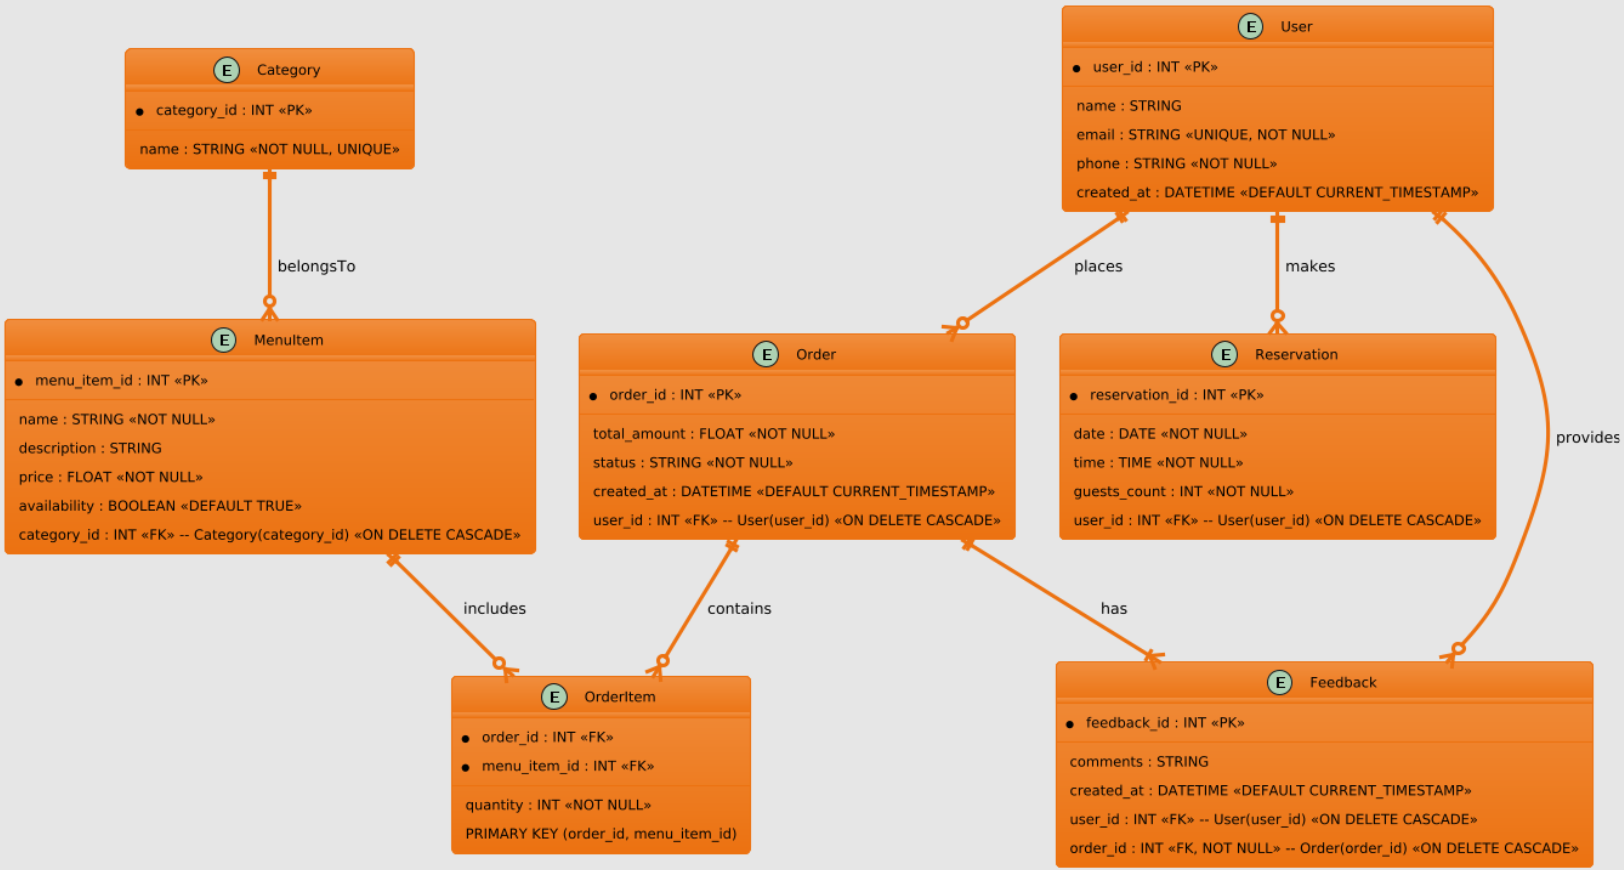 E Category
category_id : INT «PK»
name : STRING «NOT NULL, UNIQUE»
E User
user_id : INT «PK»
name : STRING
email : STRING «UNIQUE, NOT NULL»
phone : STRING «NOT NULL»
created_at : DATETIME «DEFAULT CURRENT_TIMESTAMP»
belongsTo
places
makes
provides
E MenuItem
menu_item_id : INT «PK»
name : STRING «NOT NULL»
description : STRING
price : FLOAT «NOT NULL»
availability : BOOLEAN «DEFAULT TRUE»
category_id : INT «FK» -- Category(category_id) «ON DELETE CASCADE»
E Order
order_id : INT «PK»
total_amount : FLOAT «NOT NULL»
status : STRING «NOT NULL»
created_at : DATETIME «DEFAULT CURRENT_TIMESTAMP»
user_id : INT «FK» -- User(user_id) «ON DELETE CASCADE»
E Reservation
reservation_id : INT «PK»
date : DATE «NOT NULL»
time : TIME «NOT NULL»
guests_count : INT «NOT NULL»
user_id : INT «FK» -- User(user_id) «ON DELETE CASCADE»
includes
contains
has
E OrderItem
order_id : INT «FK»
menu_item_id : INT «FK»
quantity : INT «NOT NULL»
PRIMARY KEY (order_id, menu_item_id)
E Feedback
feedback_id : INT «PK»
comments : STRING
created_at : DATETIME «DEFAULT CURRENT_TIMESTAMP»
user_id : INT «FK» -- User(user_id) «ON DELETE CASCADE»
order_id : INT «FK, NOT NULL» -- Order(order_id) «ON DELETE CASCADE»